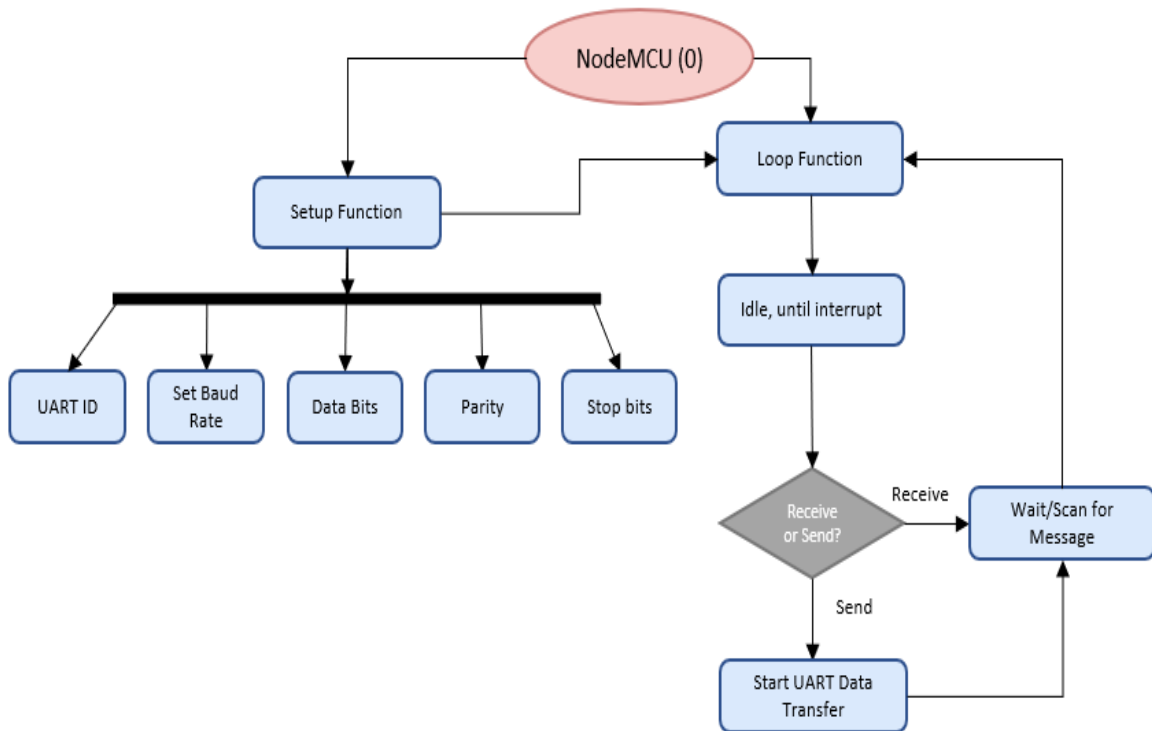 NodeMCU (0)
Loop Function
Setup Function
Idle, until interrupt
UART ID
Set Baud
Rate
Data Bits
Parity
Stop bits
Receive
or Send?
Receive
Wait/Scan for
Message
Send
Start UART Data
Transfer